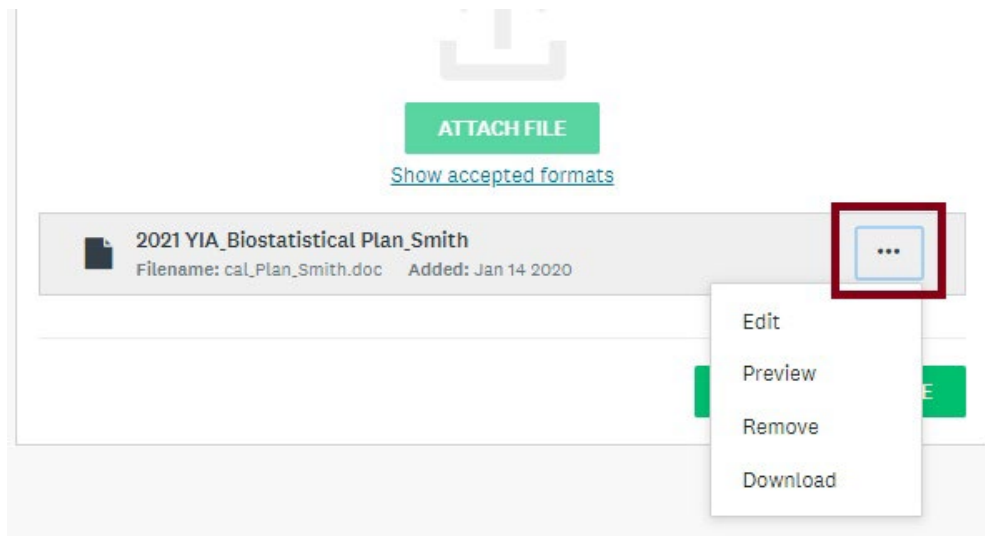 ATTACH FILE
Show accepted formats
2021 YIA_Biostatistical Plan_Smith
Filename: cal_Plan_Smith.doc Added: Jan 14 2020
...
Edit
Preview
E
Remove
Download